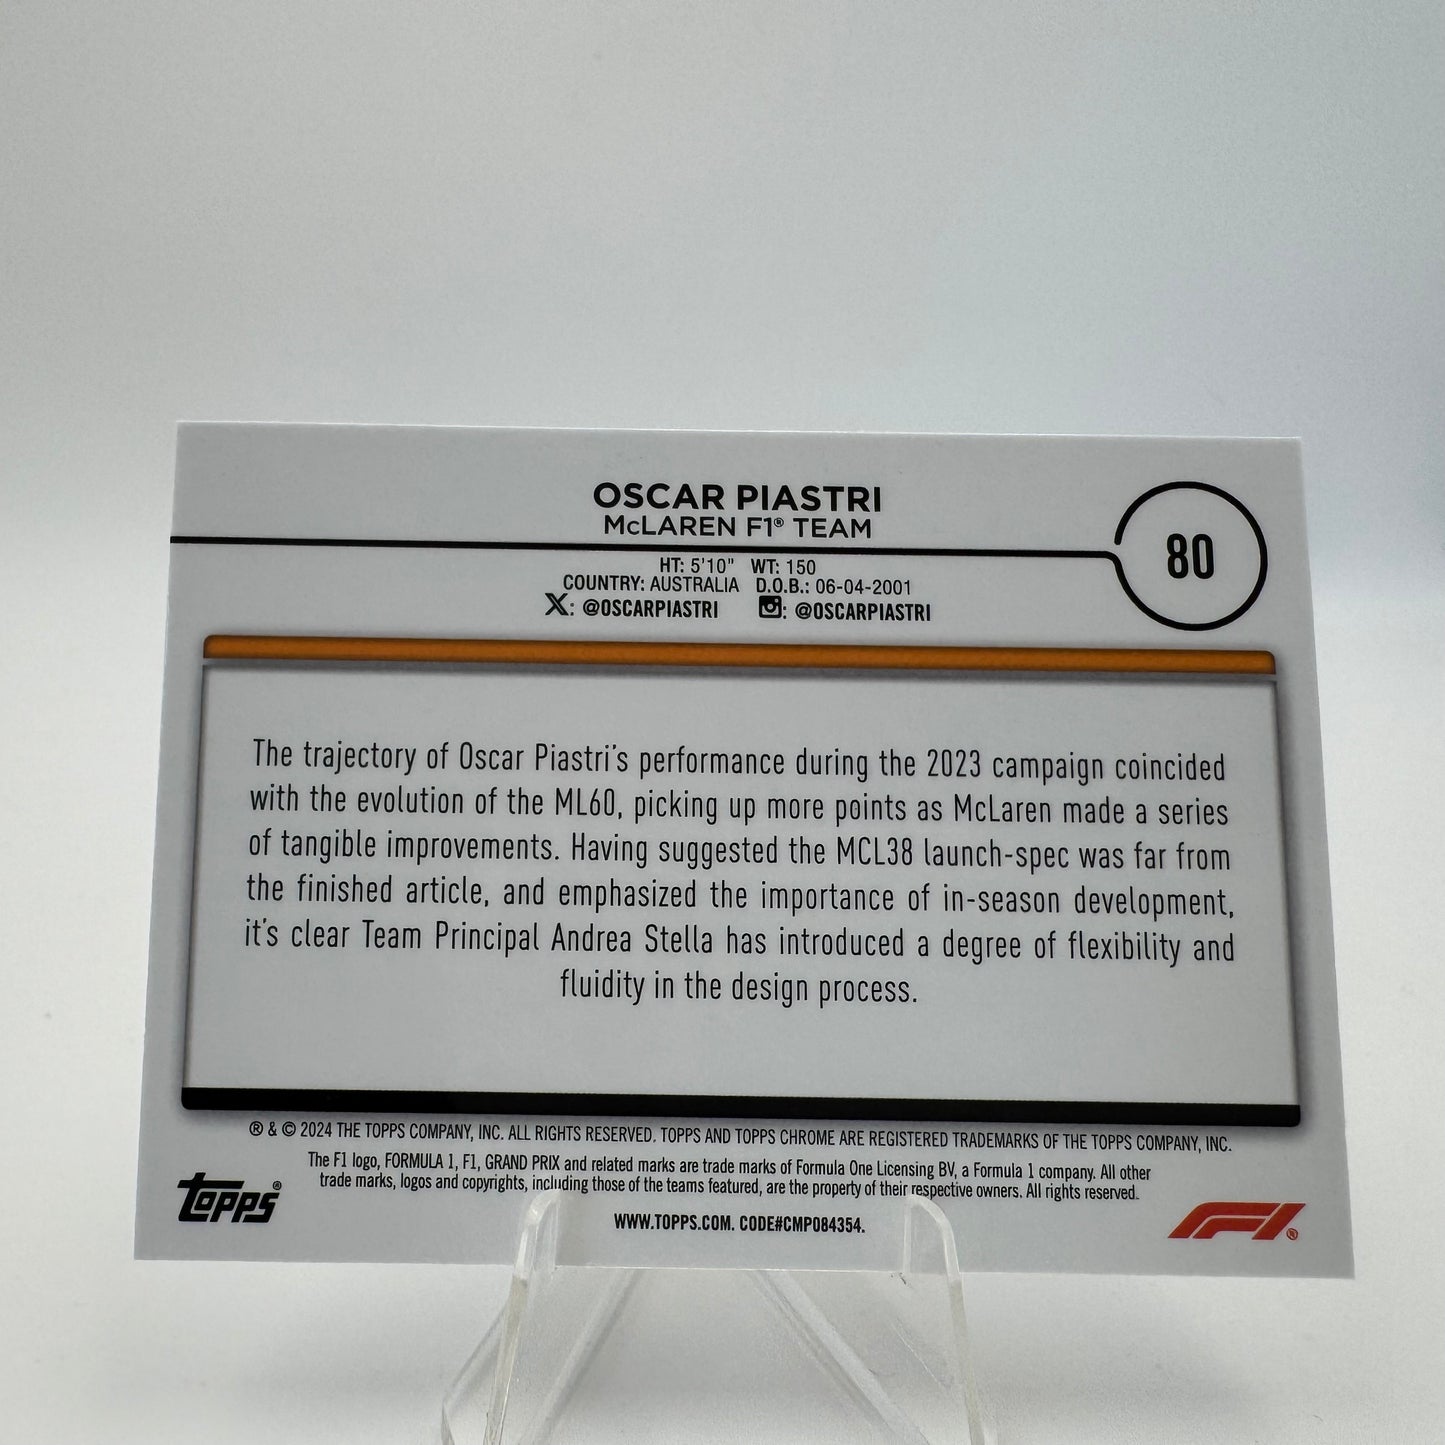 OSCAR PIASTRI
McLAREN F1® TEAM
80
HT: 5'10" WT: 150
COUNTRY: AUSTRALIA D.O.B.: 06-04-2001
X: @OSCARPIASTRI : @OSCARPIASTRI
The trajectory of Oscar Piastri's performance during the 2023 campaign coincided
with the evolution of the ML60, picking up more points as McLaren made a series
of tangible improvements. Having suggested the MCL38 launch-spec was far from
the finished article, and emphasized the importance of in-season development,
it's clear Team Principal Andrea Stella has introduced a degree of flexibility and
fluidity in the design process.
® & © 2024 THE TOPPS COMPANY, INC. ALL RIGHTS RESERVED. TOPPS AND TOPPS CHROME ARE REGISTERED TRADEMARKS OF THE TOPPS COMPANY, INC.
The F1 logo, FORMULA 1, F1, GRAND PRIX and related marks are trade marks of Formula One Licensing BV, a Formula 1 company. All other
trade marks, logos and copyrights, including those of the teams featured, are the property of their respective owners. All rights reserved.
WWW.TOPPS.COM. CODE#CMP084354.
topps®
F1®